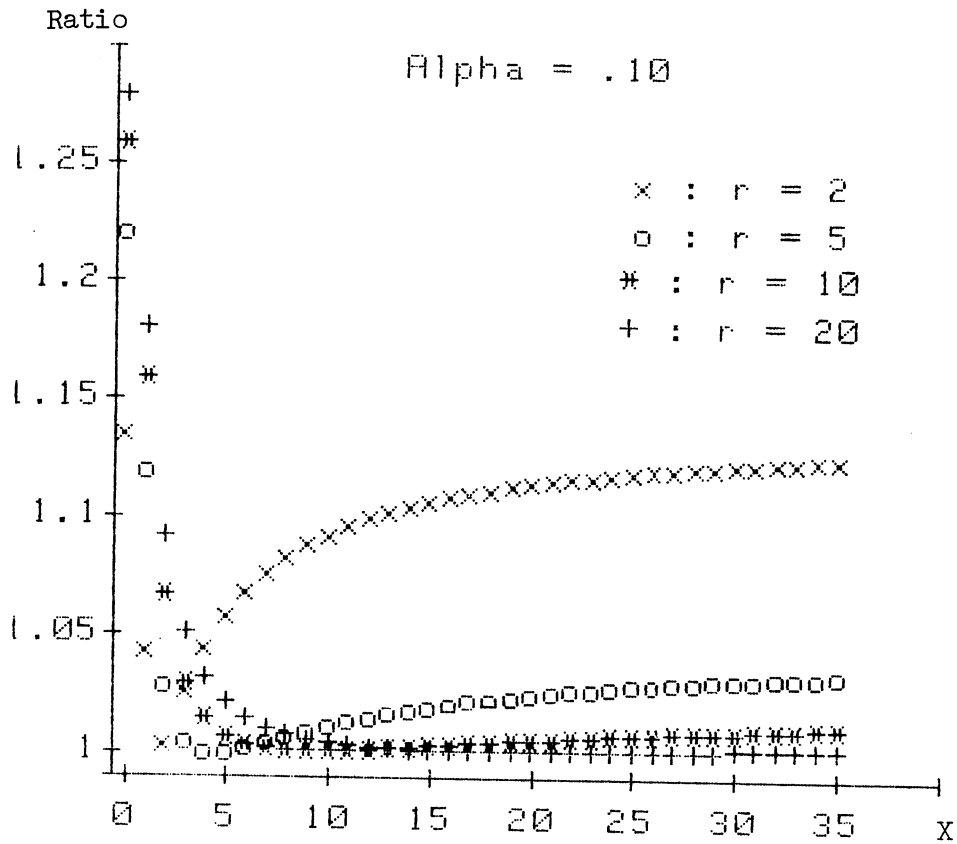 Ratio
Alpha = .10
1.25
× : r = 2
o : r = 5
1.2
* : r = 10
+ : r = 20
1.15
1.1
1.05
1
0 5 10 15 20 25 30 35 X